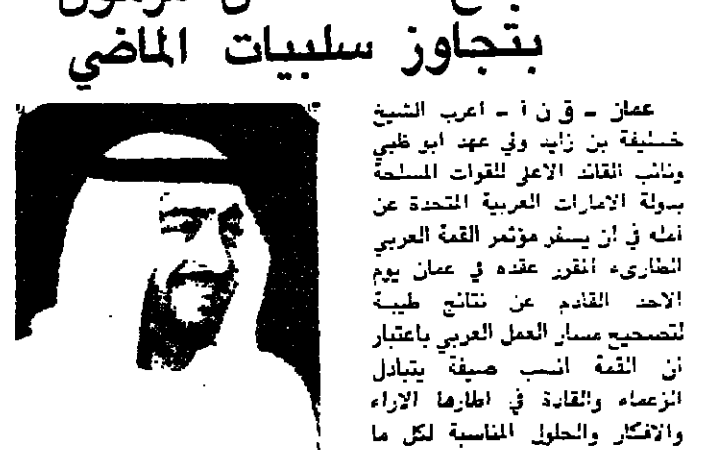 بتجاوز سلبيات الماضي
عمان - ق ن ا - اعرب الشيخ
خليفة بن زايد ولي عهد ابو ظبي
ونائب القائد الاعلى للقوات المسلحة
بدولة الامارات العربية المتحدة عن
امله في ان يسفر مؤتمر القمة العربي
الطارىء المقرر عقده في عمان يوم
الاحد القادم عن نتائج طيبة
لتصحيح مسار العمل العربي باعتبار
ان القمة انسب صيغة يتبادل
الزعماء والقادة في اطارها الاراء
والافكار والحلول المناسبة لكل ما